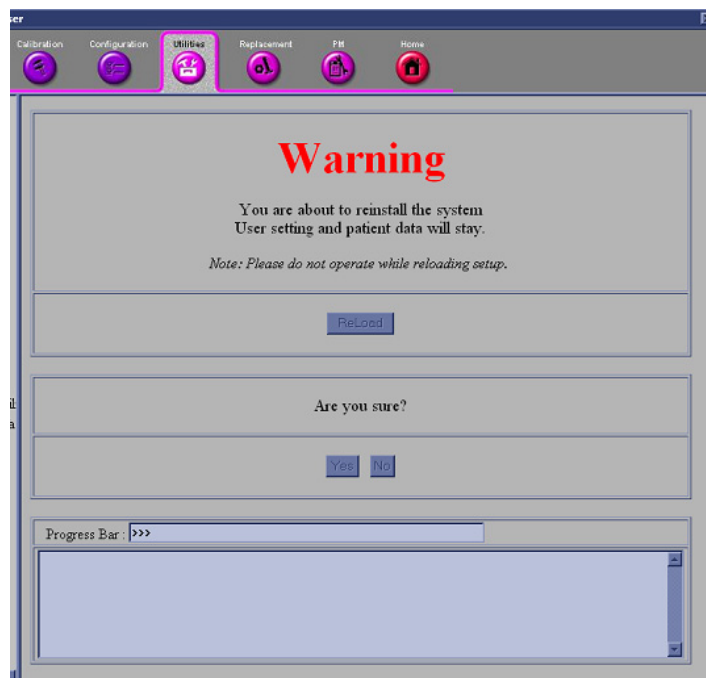 ser
Calibration Configuration Utilities Replacement PM Home
Warning
You are about to reinstall the system
User setting and patient data will stay.
Note: Please do not operate while reloading setup.
ReLoad
Are you sure?
Yes No
Progress Bar : >>>